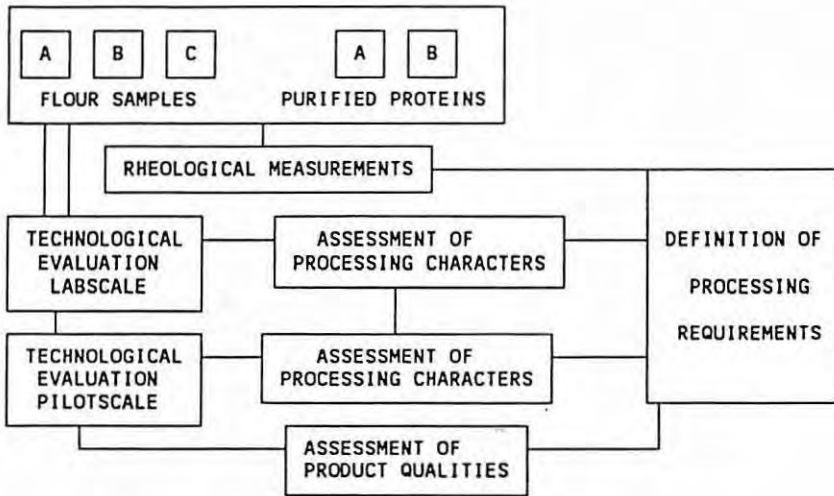 A B C A B
FLOUR SAMPLES PURIFIED PROTEINS
RHEOLOGICAL MEASUREMENTS
TECHNOLOGICAL
EVALUATION
LABSCALE
ASSESSMENT OF
PROCESSING CHARACTERS
DEFINITION OF
PROCESSING
REQUIREMENTS
TECHNOLOGICAL
EVALUATION
PILOTSCALE
ASSESSMENT OF
PROCESSING CHARACTERS
ASSESSMENT OF
PRODUCT QUALITIES